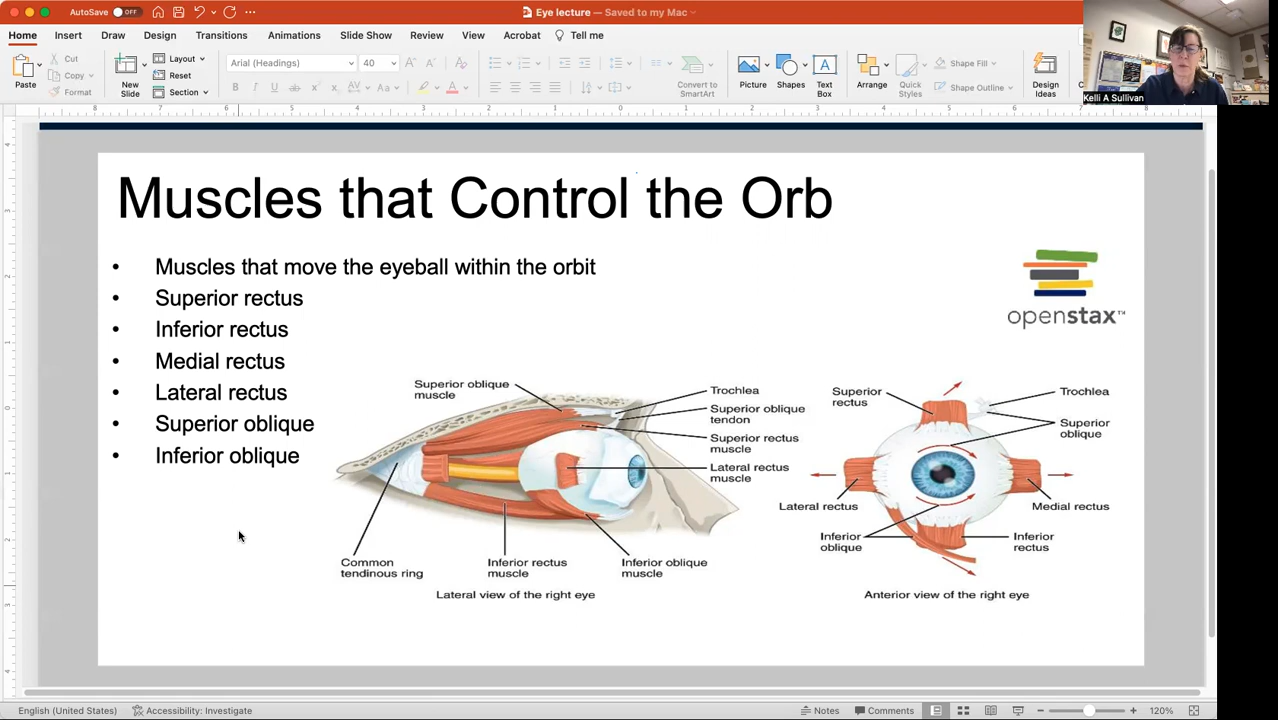 AutoSave OFF
Eye lecture — Saved to my Mac
Home Insert Draw Design Transitions Animations Slide Show Review View Acrobat Tell me
Paste
Cut
Copy
Format
New
Slide
Layout
Reset
Section
Arial (Headings) 40
Convert to
SmartArt
Picture
Shapes
Text
Box
Arrange
Quick
Styles
Shape Fill
Shape Outline
Design
Ideas
Kelli A Sullivan
Muscles that Control the Orb
• Muscles that move the eyeball within the orbit
• Superior rectus
• Inferior rectus
• Medial rectus
• Lateral rectus
• Superior oblique
• Inferior oblique
openstax™
Superior oblique
muscle
Trochlea
Superior oblique
tendon
Superior rectus
muscle
Lateral rectus
muscle
Common
tendinous ring
Inferior rectus
muscle
Inferior oblique
muscle
Lateral view of the right eye
Superior
rectus
Trochlea
Superior
oblique
Lateral rectus
Medial rectus
Inferior
oblique
Inferior
rectus
Anterior view of the right eye
English (United States) Accessibility: Investigate
Notes Comments 120%